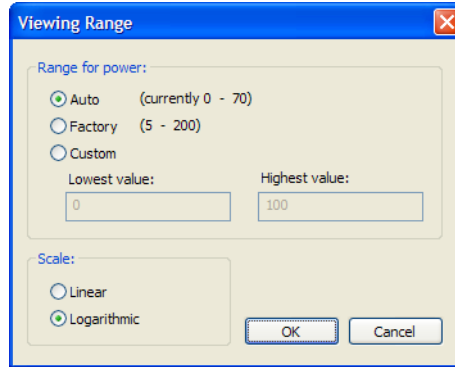 Viewing Range
Range for power:
Auto (currently 0 - 70)
Factory (5 - 200)
Custom
Lowest value: Highest value:
0 100
Scale:
Linear
Logarithmic
OK Cancel